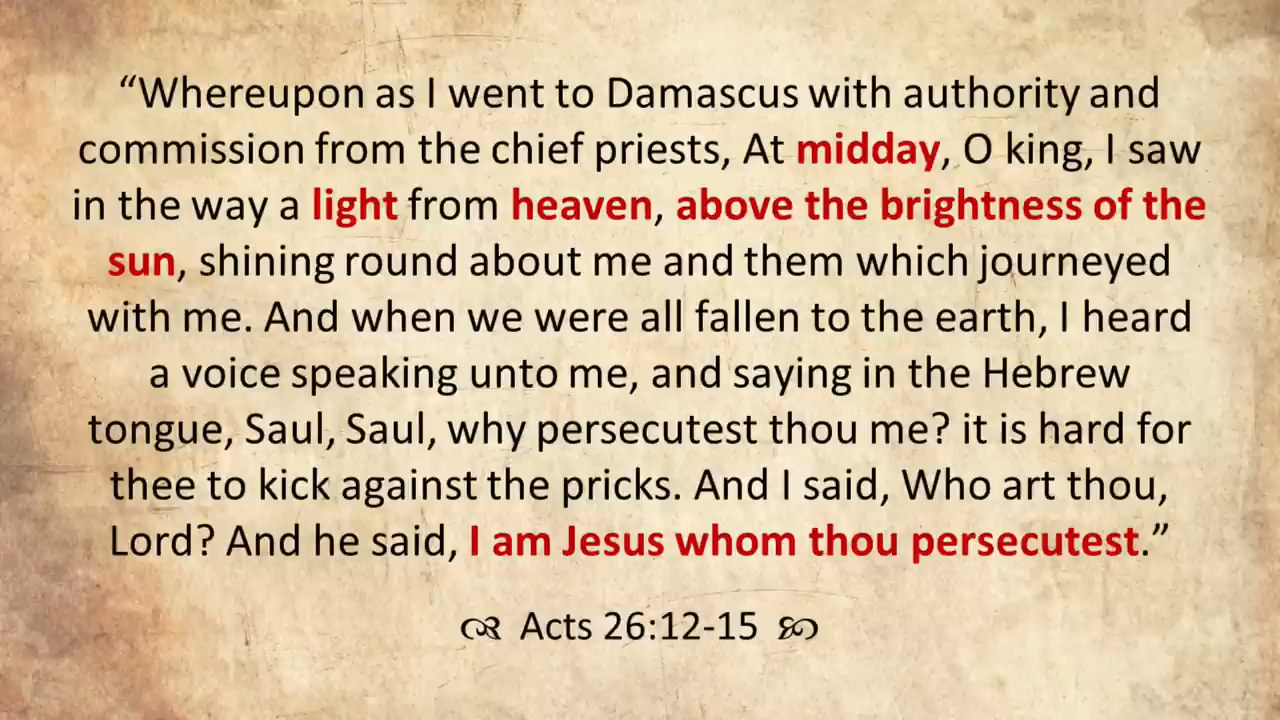 “Whereupon as I went to Damascus with authority and
commission from the chief priests, At midday, O king, I saw
in the way a light from heaven, above the brightness of the
sun, shining round about me and them which journeyed
with me. And when we were all fallen to the earth, I heard
a voice speaking unto me, and saying in the Hebrew
tongue, Saul, Saul, why persecutest thou me? it is hard for
thee to kick against the pricks. And I said, Who art thou,
Lord? And he said, I am Jesus whom thou persecutest.”
Acts 26:12-15